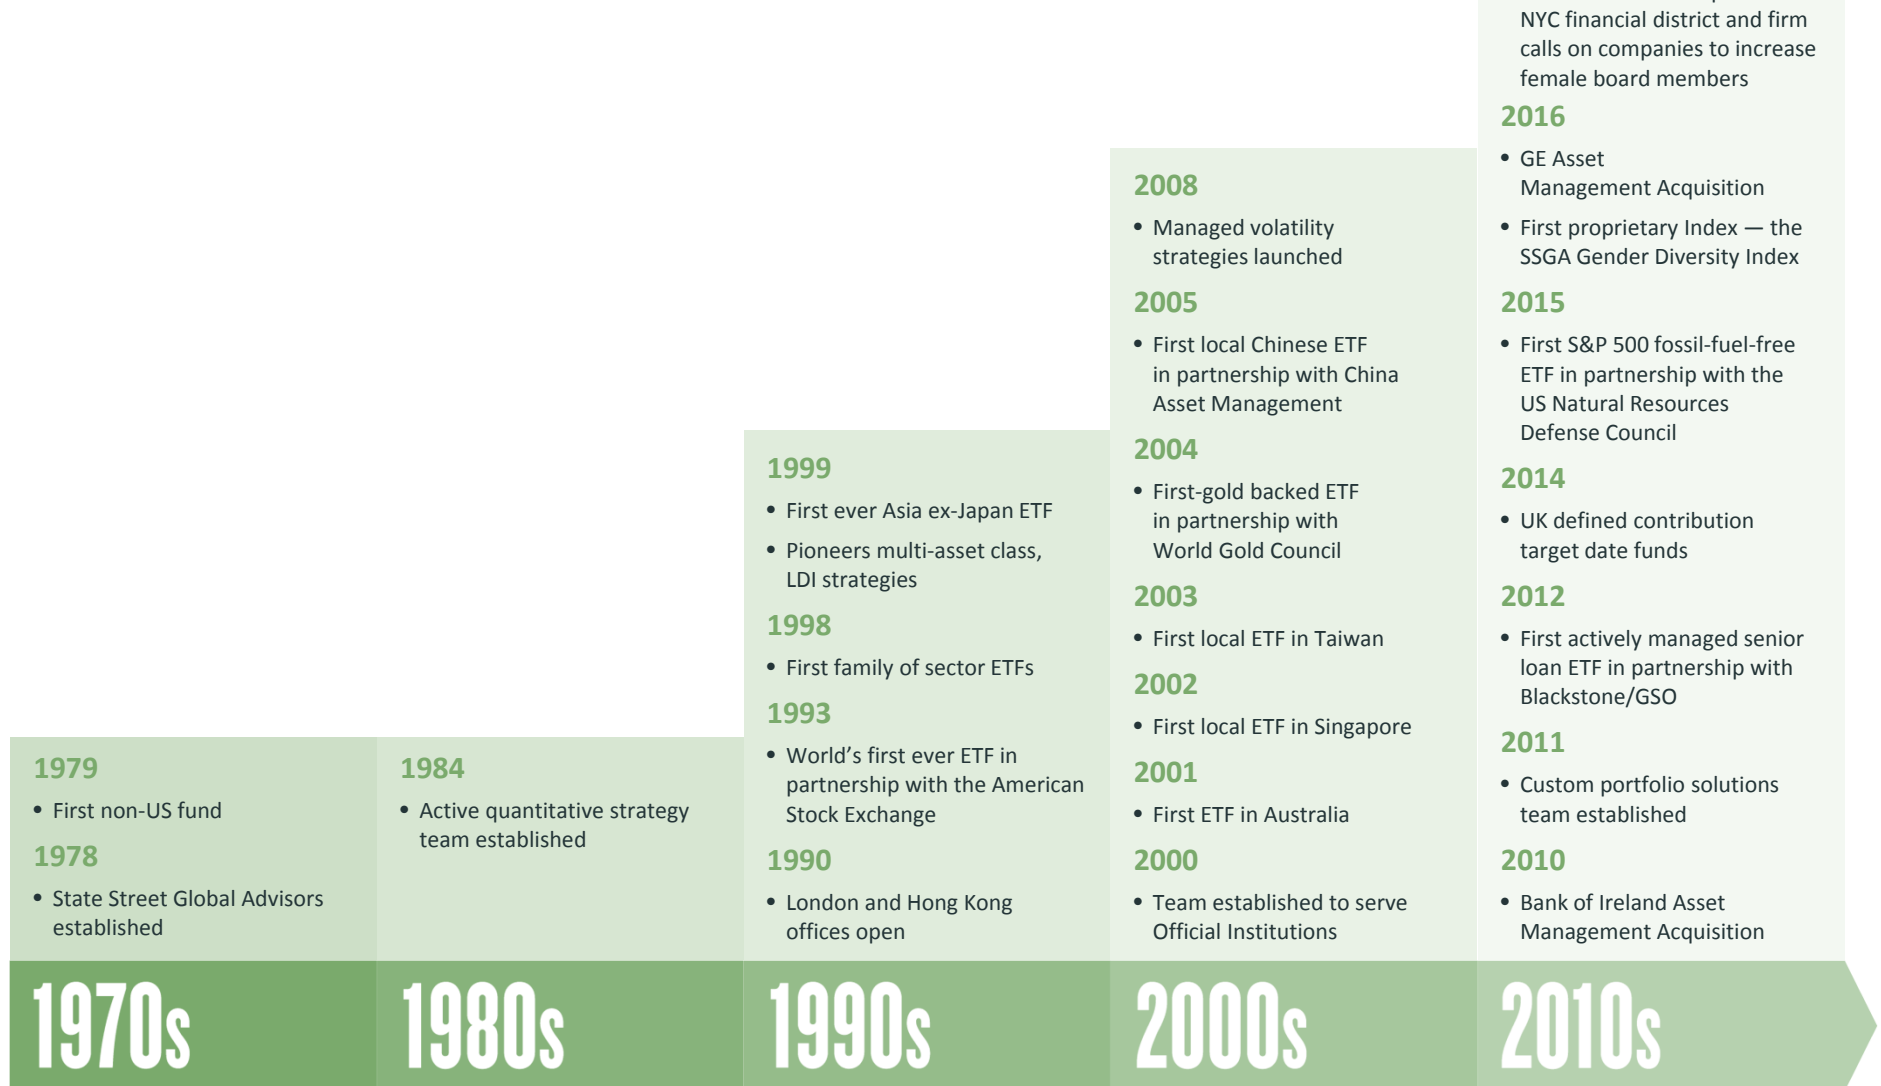 1979
• First non-US fund
1978
• State Street Global Advisors
established
1970s
1984
• Active quantitative strategy
team established
1980s
1999
• First ever Asia ex-Japan ETF
• Pioneers multi-asset class,
LDI strategies
1998
• First family of sector ETFs
1993
• World’s first ever ETF in
partnership with the American
Stock Exchange
1990
• London and Hong Kong
offices open
1990s
2008
• Managed volatility
strategies launched
2005
• First local Chinese ETF
in partnership with China
Asset Management
2004
• First-gold backed ETF
in partnership with
World Gold Council
2003
• First local ETF in Taiwan
2002
• First local ETF in Singapore
2001
• First ETF in Australia
2000
• Team established to serve
Official Institutions
2000s
NYC financial district and firm
calls on companies to increase
female board members
2016
• GE Asset
Management Acquisition
• First proprietary Index — the
SSGA Gender Diversity Index
2015
• First S&P 500 fossil-fuel-free
ETF in partnership with the
US Natural Resources
Defense Council
2014
• UK defined contribution
target date funds
2012
• First actively managed senior
loan ETF in partnership with
Blackstone/GSO
2011
• Custom portfolio solutions
team established
2010
• Bank of Ireland Asset
Management Acquisition
2010s